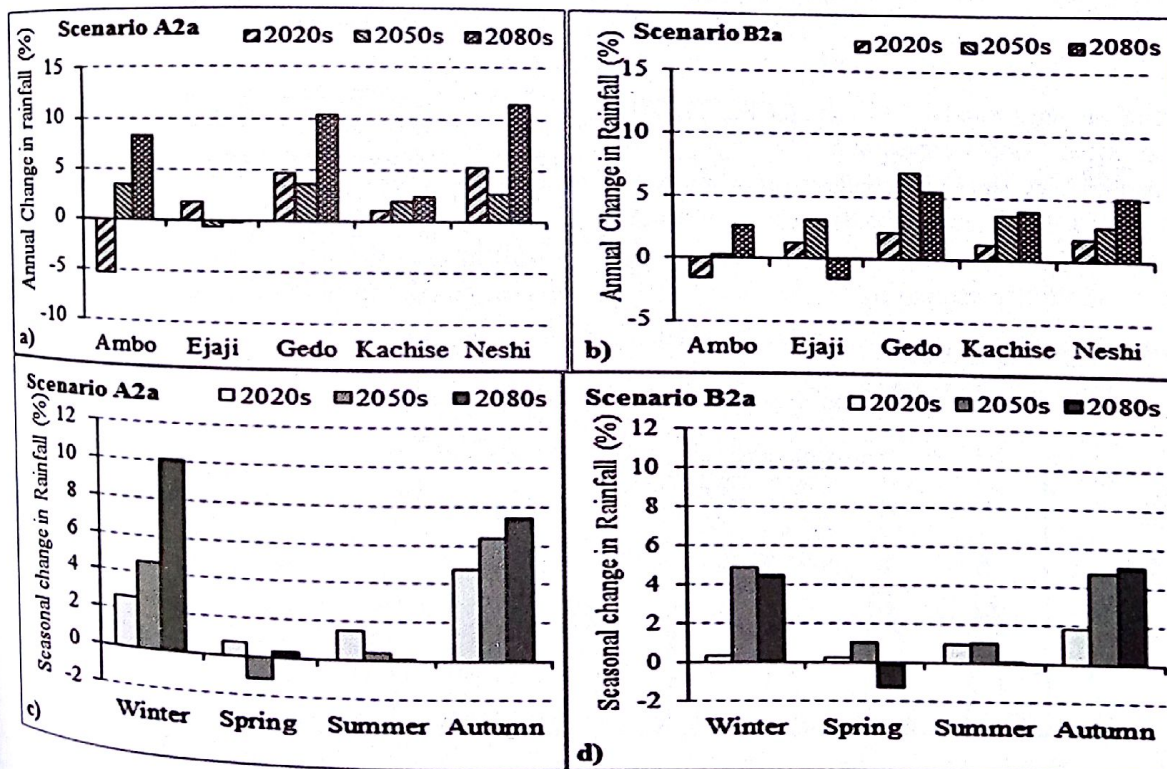 Scenario A2a
2020s 2050s 2080s
Annual Change in rainfall (%)
15
10
5
0
-5
-10
Ambo Ejaji Gedo Kachise Neshi
a)
Scenario B2a
2020s 2050s 2080s
Annual Change in Rainfall (%)
15
10
5
0
-5
Ambo Ejaji Gedo Kachise Neshi
b)
Scenario A2a
2020s 2050s 2080s
Seasonal change in Rainfall (%)
12
10
8
6
4
2
0
-2
Winter Spring Summer Autumn
c)
Scenario B2a
2020s 2050s 2080s
Seasonal change in Rainfall (%)
12
10
8
6
4
2
0
-2
Winter Spring Summer Autumn
d)